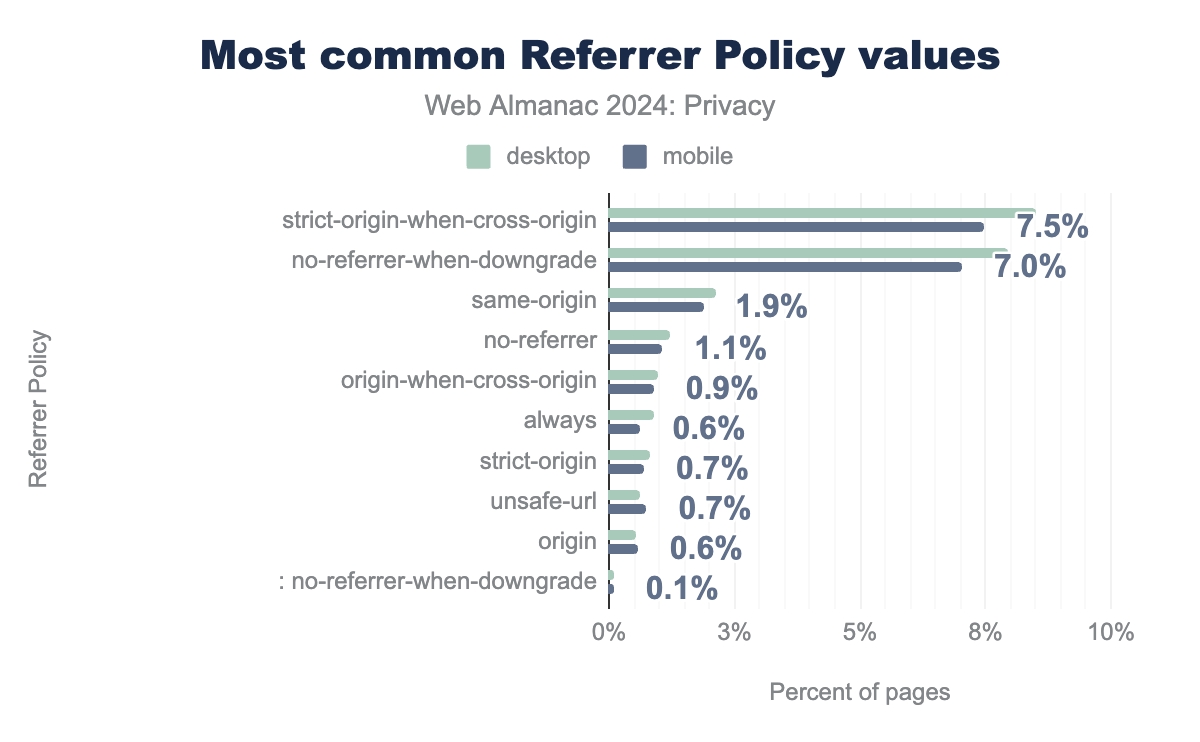 Most common Referrer Policy values
Web Almanac 2024: Privacy
desktop mobile
Referrer Policy
strict-origin-when-cross-origin 7.5%
no-referrer-when-downgrade 7.0%
same-origin 1.9%
no-referrer 1.1%
origin-when-cross-origin 0.9%
always 0.6%
strict-origin 0.7%
unsafe-url 0.7%
origin 0.6%
: no-referrer-when-downgrade 0.1%
0% 3% 5% 8% 10%
Percent of pages